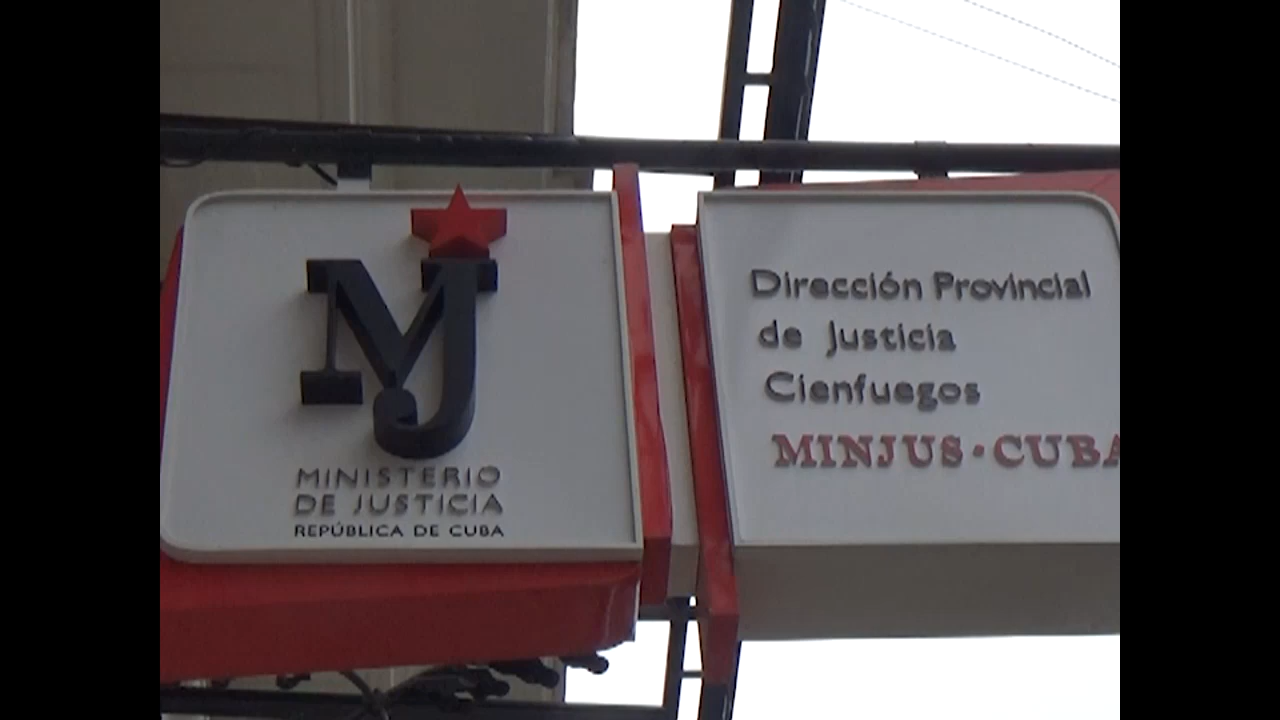 MJ
MINISTERIO
DE JUSTICIA
REPÚBLICA DE CUBA
Dirección Provincial
de Justicia
Cienfuegos
MINJUS·CUBA